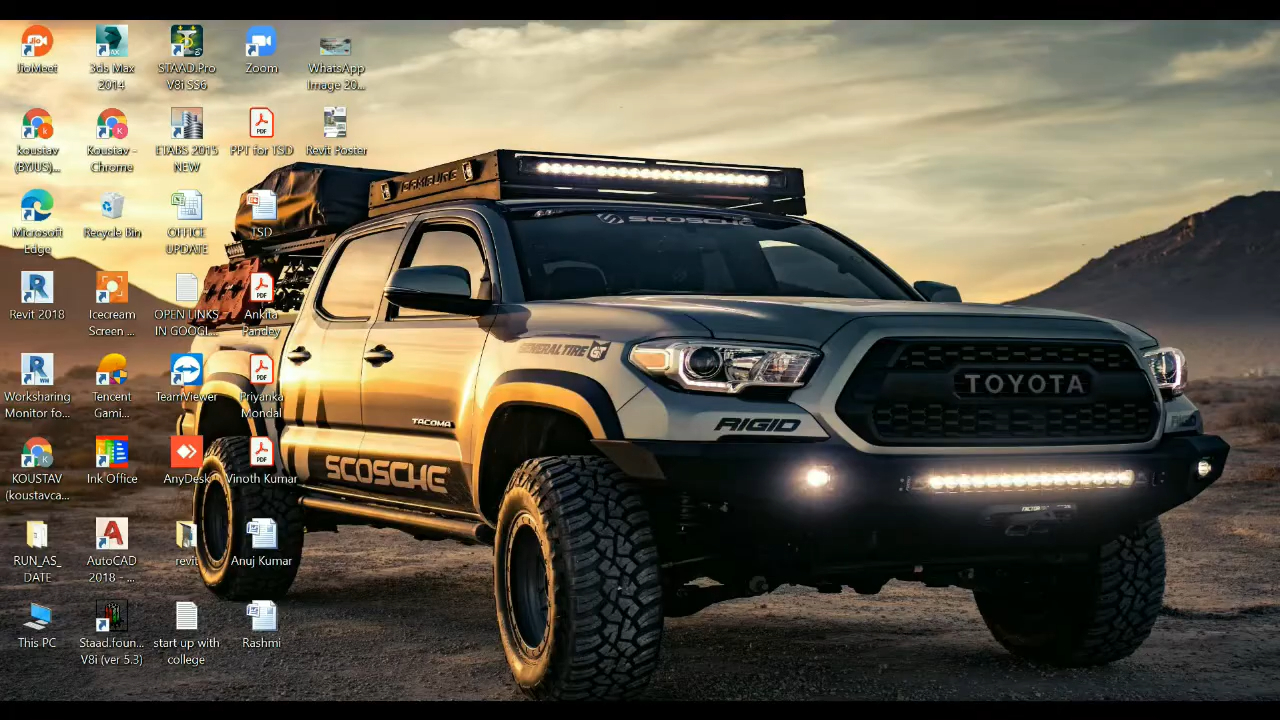 JioMeet
3ds Max
2014
STAAD.Pro
V8i SS6
Zoom
WhatsApp
Image 20...
koustav
(BYJUS)...
Koustav -
Chrome
ETABS 2015
NEW
PPT for TSD
Revit Poster
Microsoft
Edge
Recycle Bin
OFFICE
UPDATE
TSD
Revit 2018
Icecream
Screen ...
OPEN LINKS
IN GOOGL...
Ankita
Pandey
Worksharing
Monitor fo...
Tencent
Gami...
TeamViewer
Priyanka
Mondal
KOUSTAV
(koustavca...
Ink Office
AnyDesk
Vinoth Kumar
RUN_AS_
DATE
AutoCAD
2018 - ...
revit
Anuj Kumar
This PC
Staad.foun...
V8i (ver 5.3)
start up with
college
Rashmi
SCOSCHE
GENERAL TIRE
TOYOTA
RIGID
TACOMA
SCOSCHE